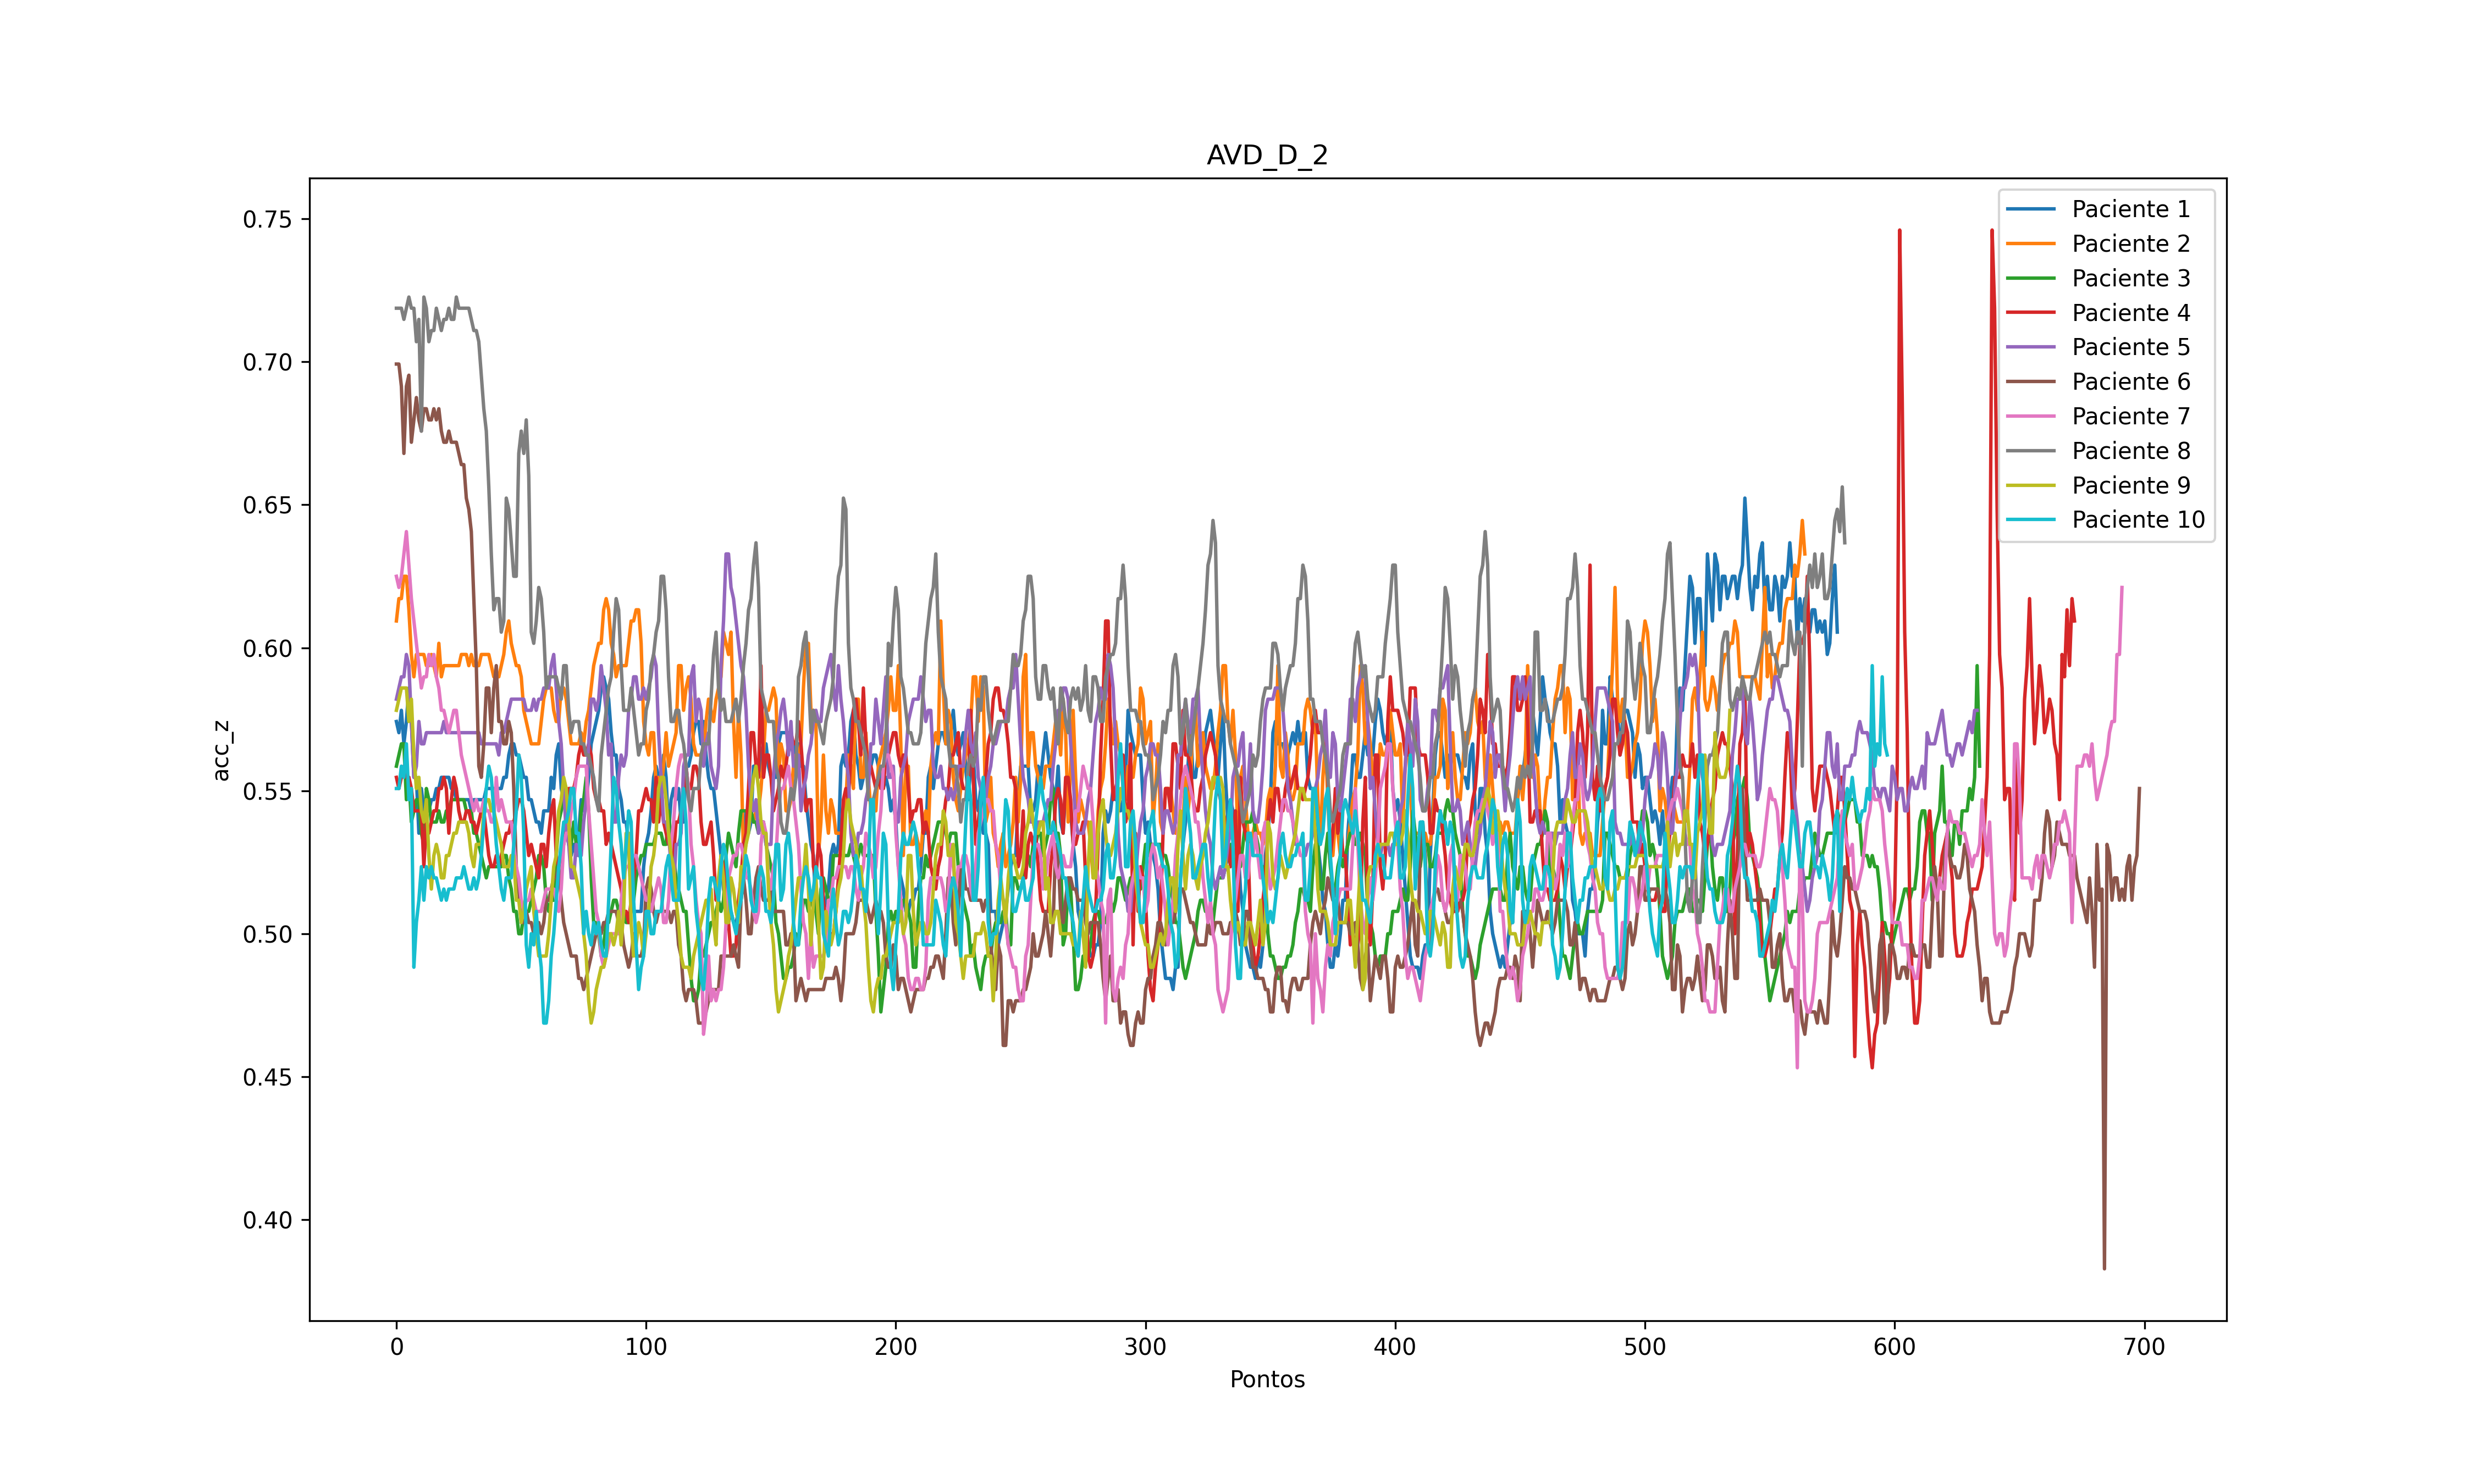 AVD_D_2
0.75
0.70
0.65
0.60
0.55
0.50
0.45
0.40
acc_z
0 100 200 300 400 500 600 700
Pontos
Paciente 1
Paciente 2
Paciente 3
Paciente 4
Paciente 5
Paciente 6
Paciente 7
Paciente 8
Paciente 9
Paciente 10